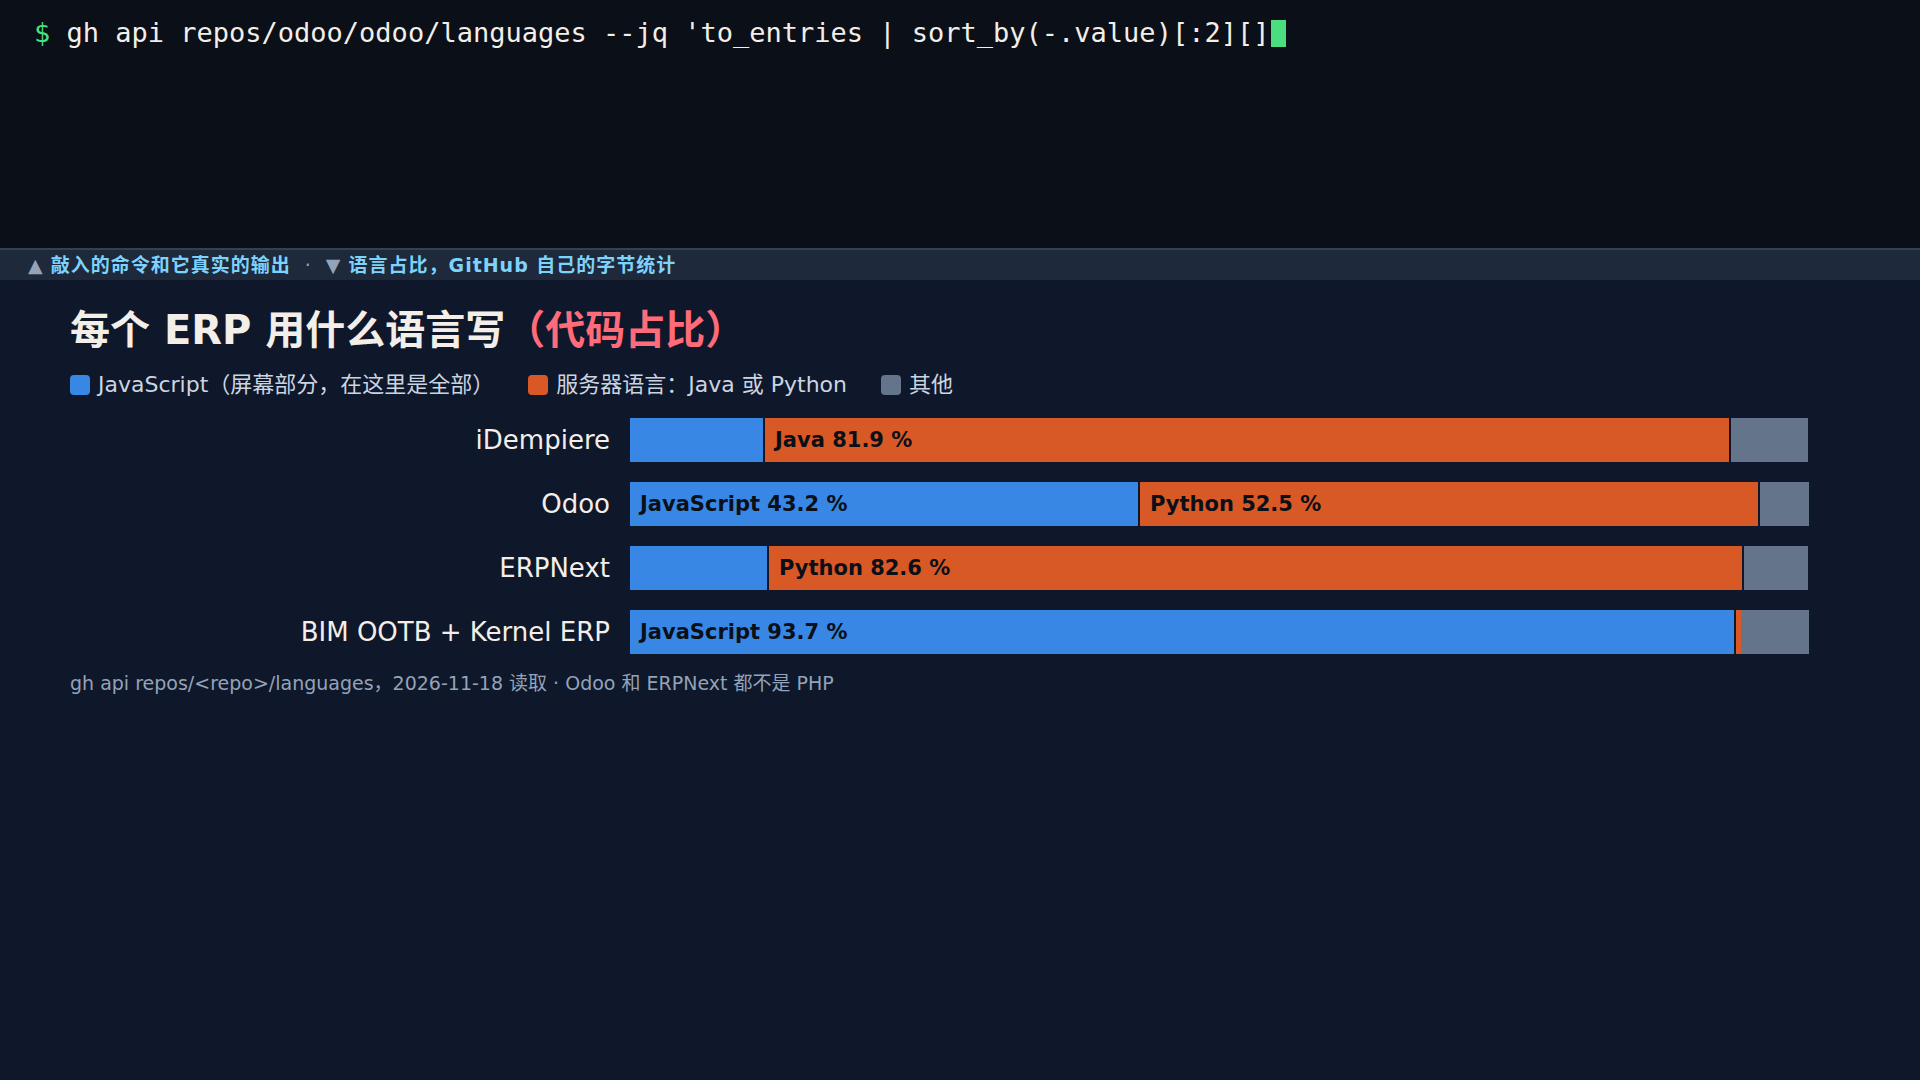 $ gh api repos/odoo/odoo/languages --jq 'to_entries | sort_by(-.value)[:2][]
▲ 敲入的命令和它真实的输出 · ▼ 语言占比，GitHub 自己的字节统计
每个 ERP 用什么语言写（代码占比）
JavaScript（屏幕部分，在这里是全部） 服务器语言：Java 或 Python 其他
iDempiere Java 81.9 %
Odoo JavaScript 43.2 % Python 52.5 %
ERPNext Python 82.6 %
BIM OOTB + Kernel ERP JavaScript 93.7 %
gh api repos/<repo>/languages，2026-11-18 读取 · Odoo 和 ERPNext 都不是 PHP